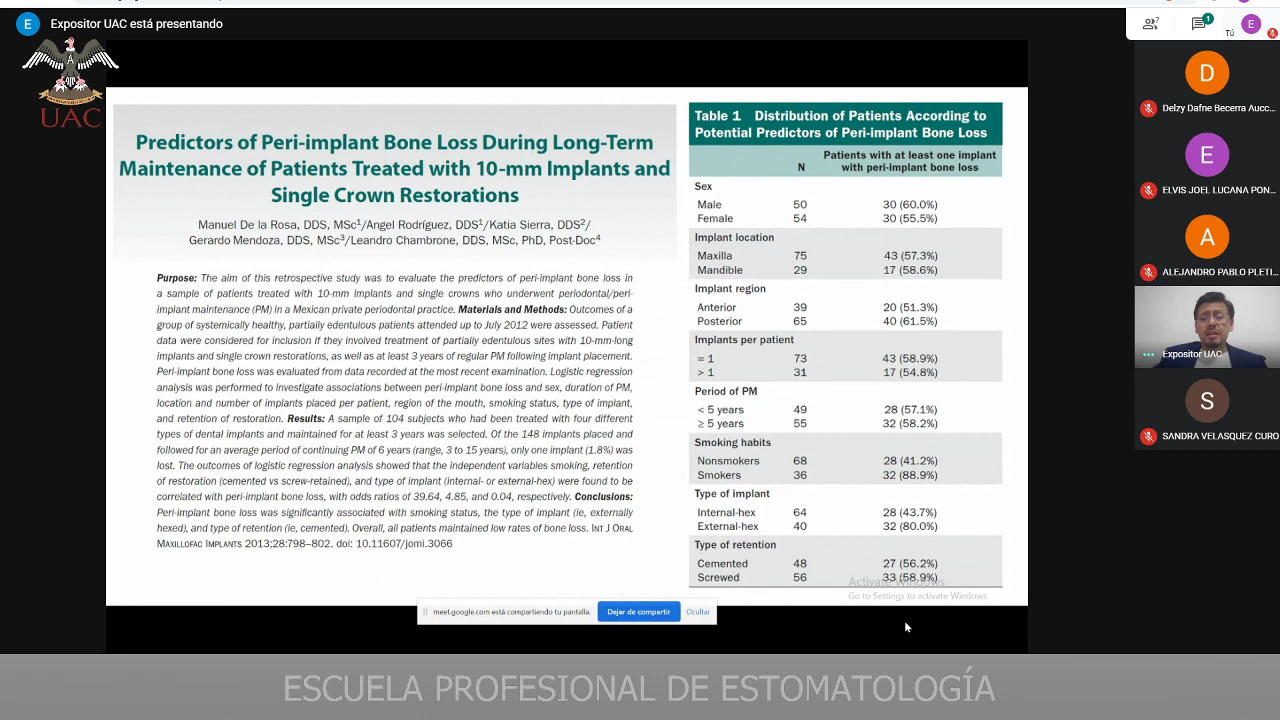 E Expositor UAC está presentando
UAC
Predictors of Peri-implant Bone Loss During Long-Term
Maintenance of Patients Treated with 10-mm Implants and
Single Crown Restorations
Manuel De la Rosa, DDS, MSc1/Angel Rodríguez, DDS1/Katia Sierra, DDS2/
Gerardo Mendoza, DDS, MSc3/Leandro Chambrone, DDS, MSc, PhD, Post-Doc4
Purpose: The aim of this retrospective study was to evaluate the predictors of peri-implant bone loss in
a sample of patients treated with 10-mm implants and single crowns who underwent periodontal/peri-
implant maintenance (PM) in a Mexican private periodontal practice. Materials and Methods: Outcomes of a
group of systemically healthy, partially edentulous patients attended up to July 2012 were assessed. Patient
data were considered for inclusion if they involved treatment of partially edentulous sites with 10-mm-long
implants and single crown restorations, as well as at least 3 years of regular PM following implant placement.
Peri-implant bone loss was evaluated from data recorded at the most recent examination. Logistic regression
analysis was performed to investigate associations between peri-implant bone loss and sex, duration of PM,
location and number of implants placed per patient, region of the mouth, smoking status, type of implant,
and retention of restoration. Results: A sample of 104 subjects who had been treated with four different
types of dental implants and maintained for at least 3 years was selected. Of the 148 implants placed and
followed for an average period of continuing PM of 6 years (range, 3 to 15 years), only one implant (1.8%) was
lost. The outcomes of logistic regression analysis showed that the independent variables smoking, retention
of restoration (cemented vs screw-retained), and type of implant (internal- or external-hex) were found to be
correlated with peri-implant bone loss, with odds ratios of 39.64, 4.85, and 0.04, respectively. Conclusions:
Peri-implant bone loss was significantly associated with smoking status, the type of implant (ie, externally
hexed), and type of retention (ie, cemented). Overall, all patients maintained low rates of bone loss. INT J ORAL
MAXILLOFAC IMPLANTS 2013;28:798–802. doi: 10.11607/jomi.3066
Table 1 Distribution of Patients According to
Potential Predictors of Peri-implant Bone Loss
N Patients with at least one implant
with peri-implant bone loss
Sex
Male 50 30 (60.0%)
Female 54 30 (55.5%)
Implant location
Maxilla 75 43 (57.3%)
Mandible 29 17 (58.6%)
Implant region
Anterior 39 20 (51.3%)
Posterior 65 40 (61.5%)
Implants per patient
= 1 73 43 (58.9%)
> 1 31 17 (54.8%)
Period of PM
< 5 years 49 28 (57.1%)
≥ 5 years 55 32 (58.2%)
Smoking habits
Nonsmokers 68 28 (41.2%)
Smokers 36 32 (88.9%)
Type of implant
Internal-hex 64 28 (43.7%)
External-hex 40 32 (80.0%)
Type of retention
Cemented 48 27 (56.2%)
Screwed 56 33 (58.9%)
Activate Windows
Go to Settings to activate Windows.
meet.google.com está compartiendo tu pantalla. Dejar de compartir Ocultar
7 1 Tú E
D
Delzy Dafne Becerra Aucc...
E
ELVIS JOEL LUCANA PON...
A
ALEJANDRO PABLO PLETI...
Expositor UAC
S
SANDRA VELASQUEZ CURO
ESCUELA PROFESIONAL DE ESTOMATOLOGÍA